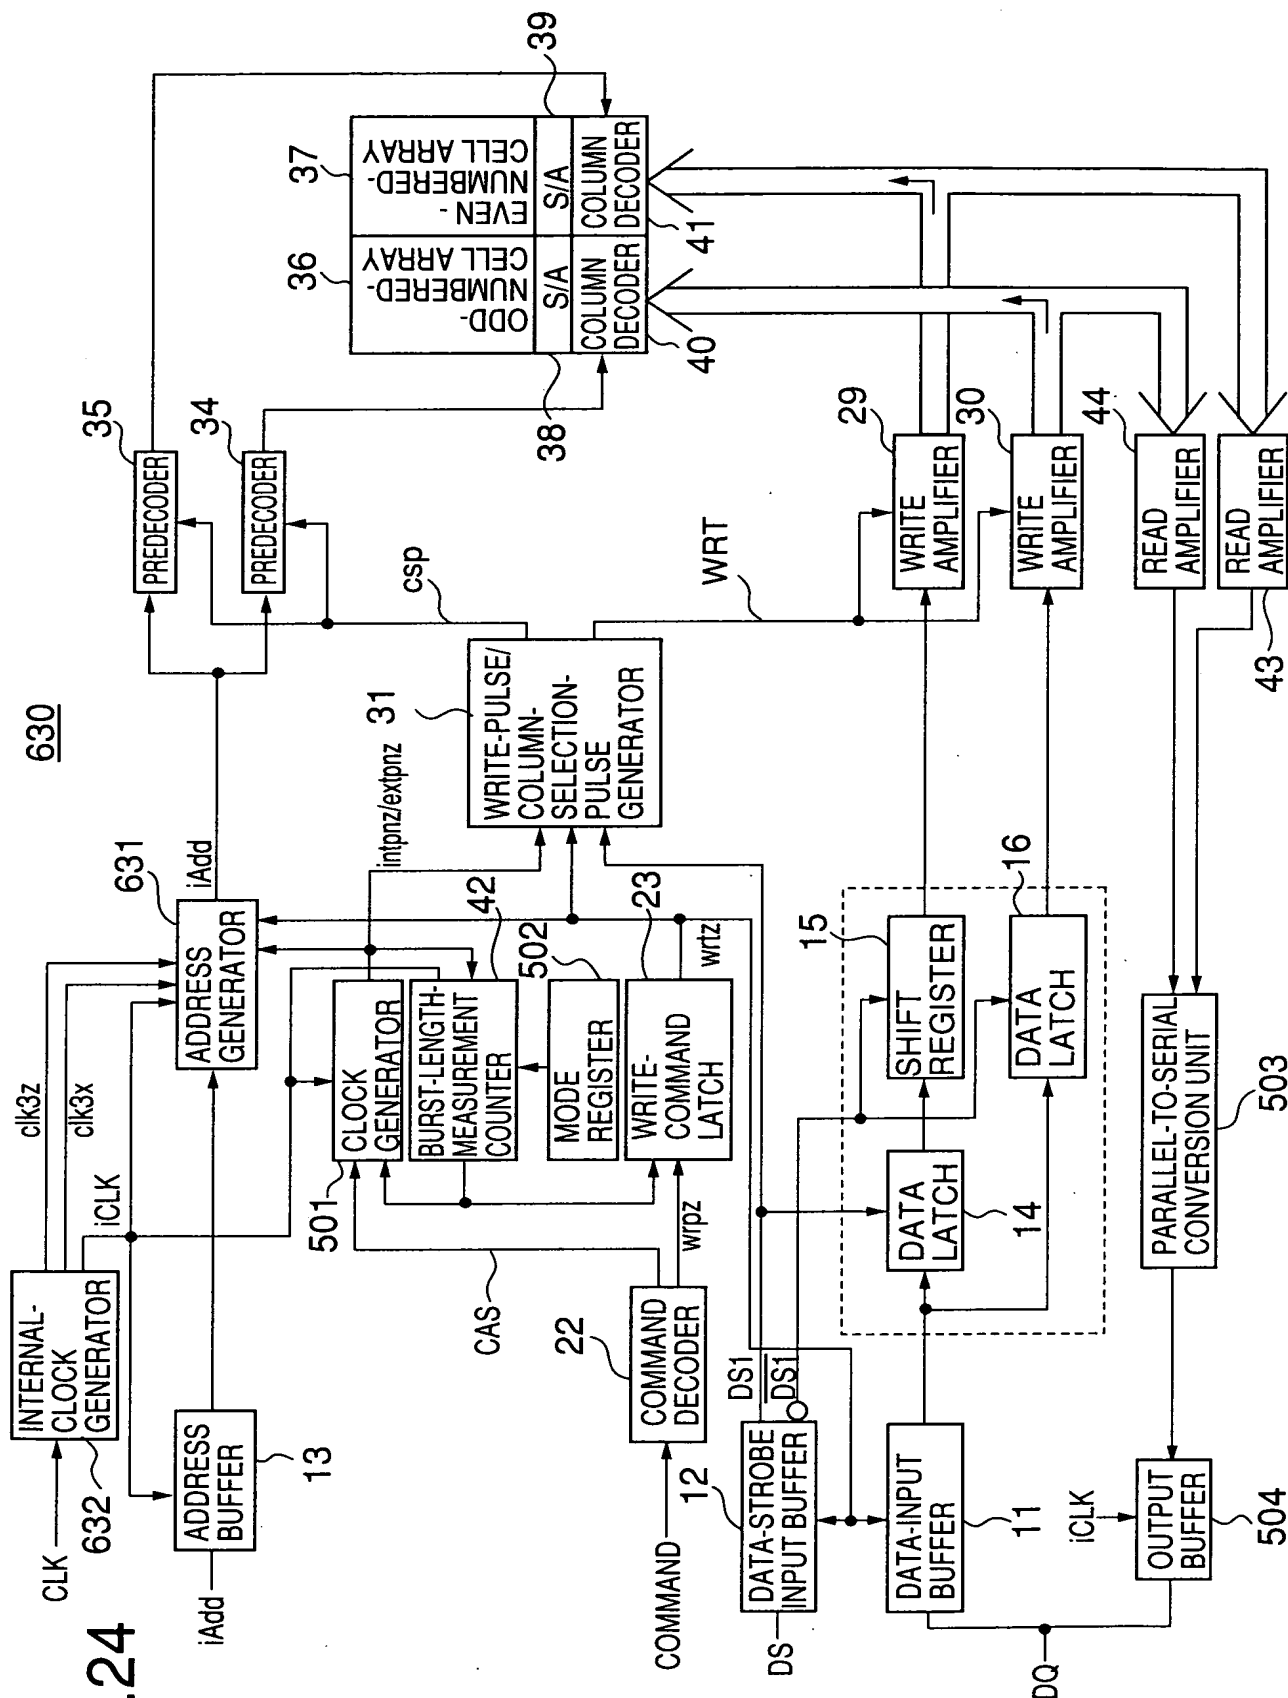 .24
630
CLK
632
INTERNAL-
CLOCK
GENERATOR
clk3z
clk3x
iCLK
iAdd
ADDRESS
BUFFER
13
ADDRESS
GENERATOR
631
iAdd
PREDECODER
35
PREDECODER
34
csp
ODD-
NUMBERED-
CELL ARRAY
36
EVEN-
NUMBERED-
CELL ARRAY
37
S/A
S/A
38
39
COLUMN
DECODER
40
COLUMN
DECODER
41
CLOCK
GENERATOR
501
intpnz/extpnz
BURST-LENGTH-
MEASUREMENT
COUNTER
42
MODE
REGISTER
502
WRITE-
COMMAND
LATCH
23
wrtz
WRITE-PULSE/
COLUMN-
SELECTION-
PULSE
GENERATOR
31
WRT
COMMAND
COMMAND
DECODER
22
CAS
wrpz
DS
DATA-STROBE
INPUT BUFFER
12
DS1
DS1
DATA-INPUT
BUFFER
11
DATA
LATCH
14
SHIFT
REGISTER
15
DATA
LATCH
16
WRITE
AMPLIFIER
29
WRITE
AMPLIFIER
30
READ
AMPLIFIER
44
READ
AMPLIFIER
43
PARALLEL-TO-SERIAL
CONVERSION UNIT
503
iCLK
OUTPUT
BUFFER
504
DQ